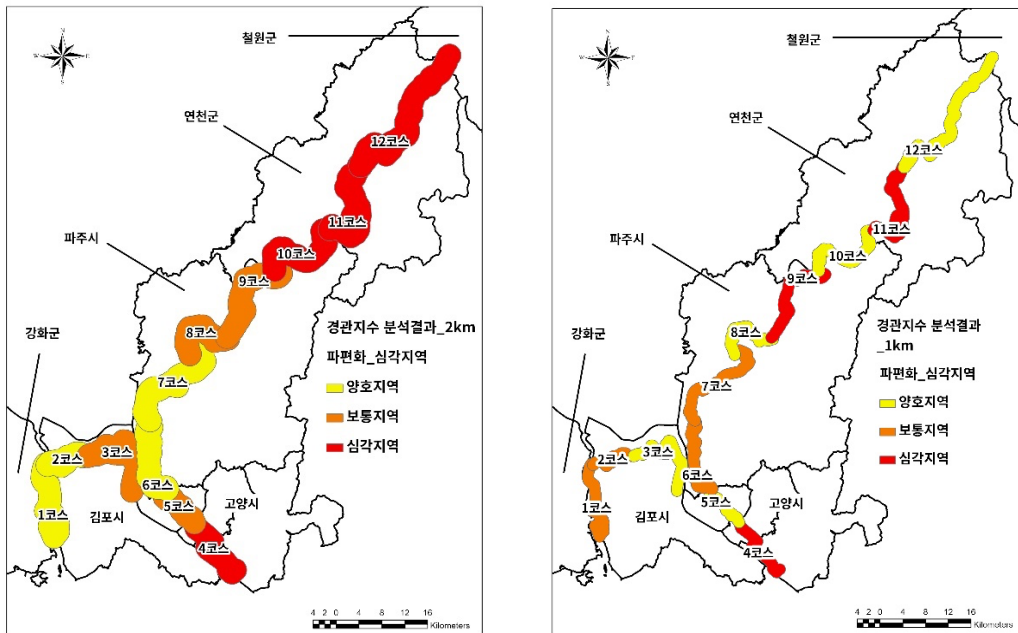 철원군
연천군
파주시
강화군
고양시
김포시
12코스
11코스
10코스
9코스
8코스
7코스
2코스
3코스
6코스
5코스
1코스
4코스
경관지수 분석결과_2km
파편화_심각지역
양호지역
보통지역
심각지역
4 2 0 4 8 12 16
Kilometers
N
W
E
S
철원군
연천군
파주시
강화군
고양시
김포시
12코스
11코스
10코스
9코스
8코스
7코스
2코스
3코스
6코스
5코스
1코스
4코스
경관지수 분석결과
_1km
파편화_심각지역
양호지역
보통지역
심각지역
4 2 0 4 8 12 16
Kilometers
N
W
E
S